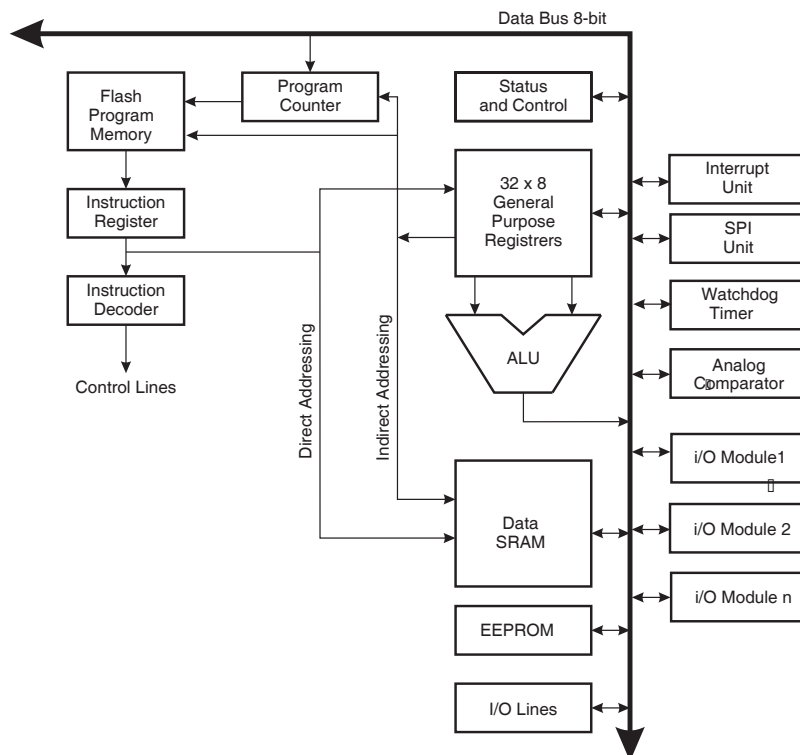 Data Bus 8-bit
Flash
Program
Memory
Program
Counter
Status
and Control
Instruction
Register
32 x 8
General
Purpose
Registrers
Interrupt
Unit
SPI
Unit
Instruction
Decoder
Watchdog
Timer
Control Lines
Direct Addressing
Indirect Addressing
ALU
Analog
Comparator
i/O Module1
Data
SRAM
i/O Module 2
i/O Module n
EEPROM
I/O Lines